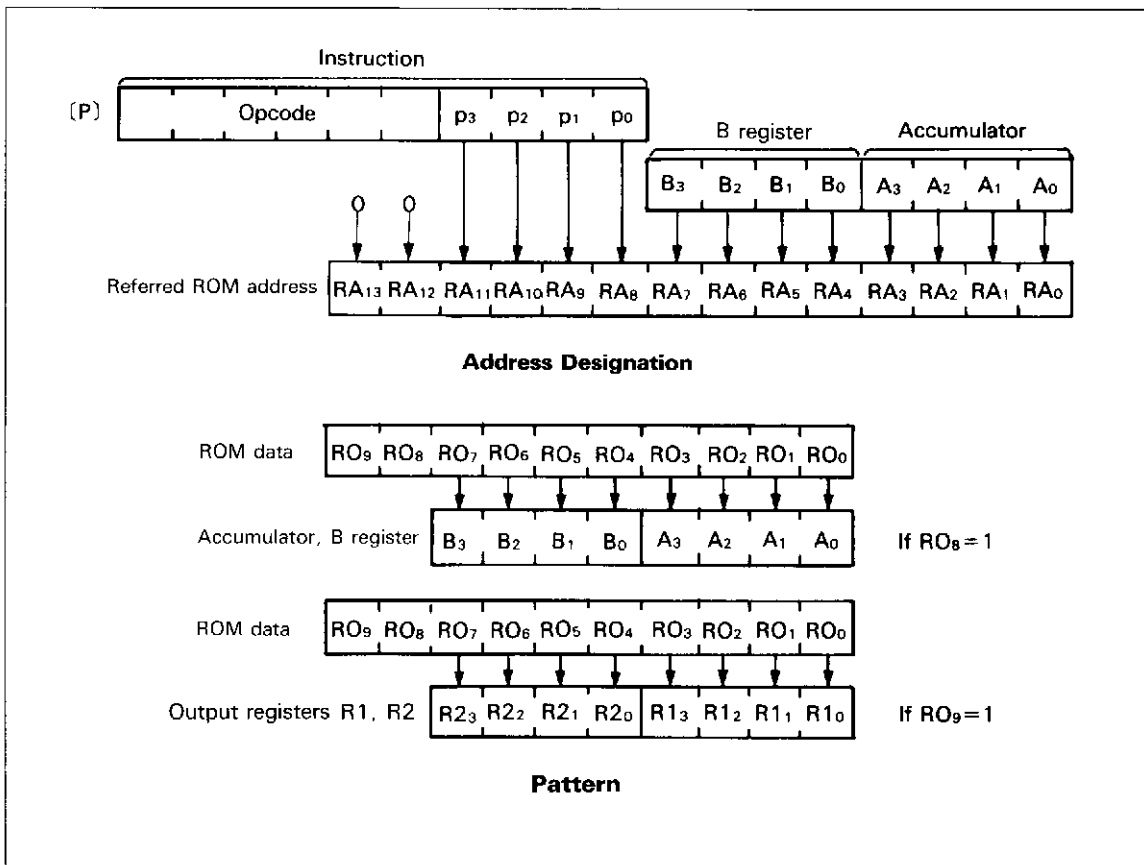 Instruction
[P] Opcode p3 p2 p1 p0
B register Accumulator
B3 B2 B1 B0 A3 A2 A1 A0
0 0
Referred ROM address RA13 RA12 RA11 RA10 RA9 RA8 RA7 RA6 RA5 RA4 RA3 RA2 RA1 RA0
Address Designation
ROM data RO9 RO8 RO7 RO6 RO5 RO4 RO3 RO2 RO1 RO0
Accumulator, B register B3 B2 B1 B0 A3 A2 A1 A0 If RO8=1
ROM data RO9 RO8 RO7 RO6 RO5 RO4 RO3 RO2 RO1 RO0
Output registers R1, R2 R23 R22 R21 R20 R13 R12 R11 R10 If RO9=1
Pattern